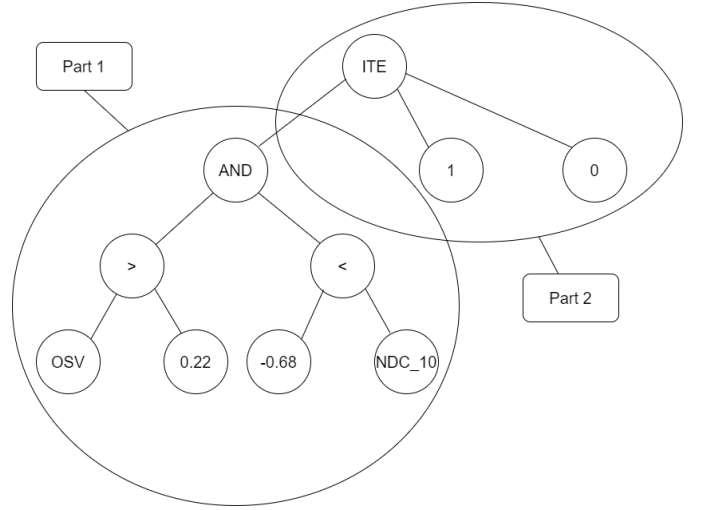 ITE
Part 1
AND
1
0
>
<
Part 2
OSV
0.22
-0.68
NDC_10